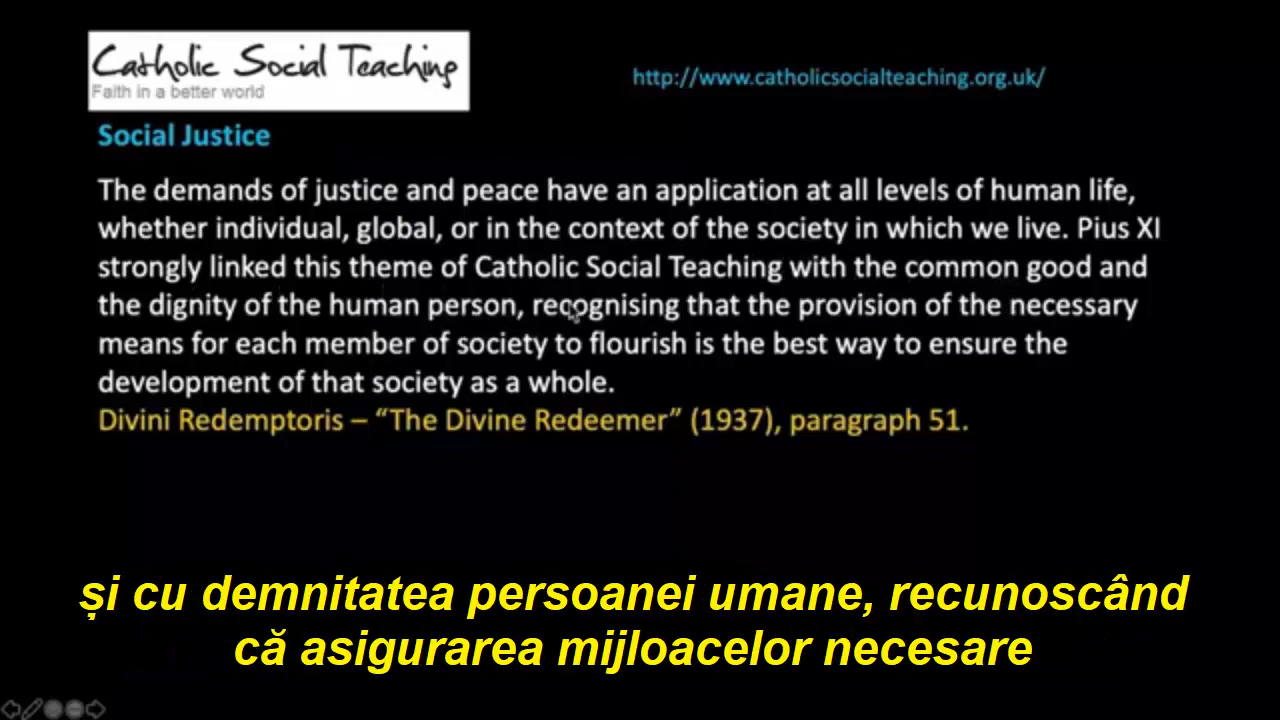 Catholic Social Teaching
Faith in a better world
http://www.catholicsocialteaching.org.uk/
Social Justice
The demands of justice and peace have an application at all levels of human life,
whether individual, global, or in the context of the society in which we live. Pius XI
strongly linked this theme of Catholic Social Teaching with the common good and
the dignity of the human person, recognising that the provision of the necessary
means for each member of society to flourish is the best way to ensure the
development of that society as a whole.
Divini Redemptoris – “The Divine Redeemer” (1937), paragraph 51.
și cu demnitatea persoanei umane, recunoscând
că asigurarea mijloacelor necesare